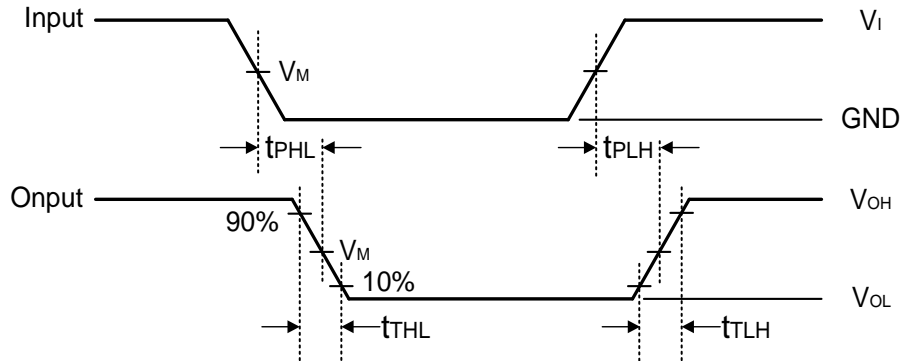 Input
VI
VM
GND
tPHL
tPLH
Onput
VOH
90%
VM
10%
VOL
tTHL
tTLH